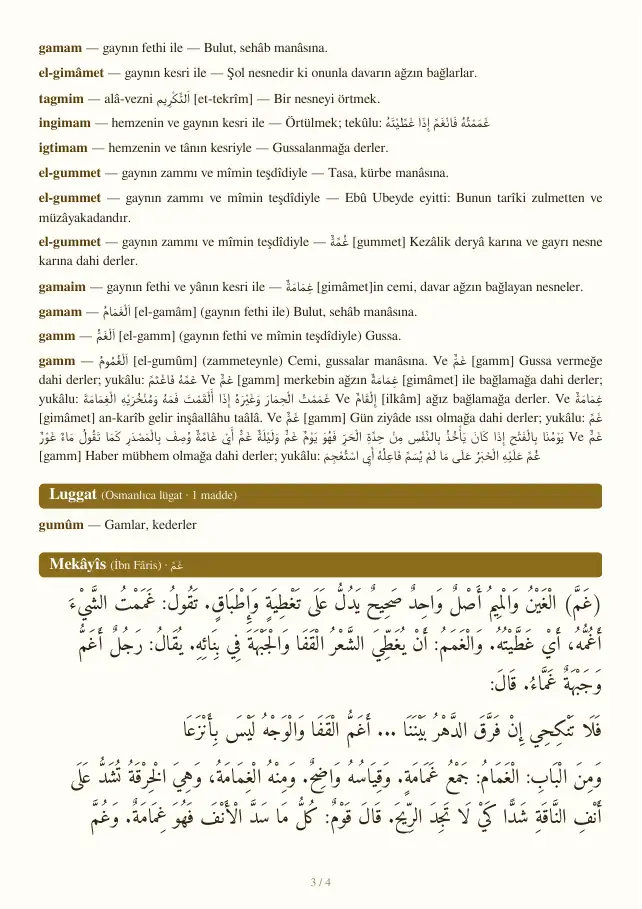 gamam — gaynın fethi ile — Bulut, sehâb manâsına.
el-gimâmet — gaynın kesri ile — Şol nesnedir ki onunla davarın ağzın bağlarlar.
tagmim — alâ-vezni اَلتَّكْرِيم [et-tekrîm] — Bir nesneyi örtmek.
ingimam — hemzenin ve gaynın kesri ile — Örtülmek; tekûlu: غَمَمْتُهُ فَانْغَمَّ إِذَا غَطَّيْتَهُ
igtimam — hemzenin ve tânın kesriyle — Gussalanmağa derler.
el-gummet — gaynın zammı ve mîmin teşdîdiyle — Tasa, kürbe manâsına.
el-gummet — gaynın zammı ve mîmin teşdîdiyle — Ebû Ubeyde eyitti: Bunun tarîki zulmetten ve
müzâyakadandır.
el-gummet — gaynın zammı ve mîmin teşdîdiyle — غُمَّةٌ [gummet] Kezâlik deryâ karına ve gayrı nesne
karına dahi derler.
gamaim — gaynın fethi ve yânın kesri ile — غِمَامَةٌ [gimâmet]in cemi, davar ağzın bağlayan nesneler.
gamam — اَلْغَمَامُ [el-gamâm] (gaynın fethi ile) Bulut, sehâb manâsına.
gamm — اَلْغَمُّ [el-gamm] (gaynın fethi ve mîmin teşdîdiyle) Gussa.
gamm — اَلْغُمُومُ [el-gumûm] (zammeteynle) Cemi, gussalar manâsına. Ve غَمٌّ [gamm] Gussa vermeğe
dahi derler; yukâlu: غَمَّهُ فَاغْتَمَّ Ve غَمٌّ [gamm] merkebin ağzın غِمَامَةٌ [gimâmet] ile bağlamağa dahi derler;
yukâlu: غَمَمْتُ الْحِمَارَ وَغَيْرَهُ إِذَا أَلْقَمْتَ فَمَهُ وَمُنْخُرَيْهِ الْغِمَامَةَ Ve إِلْقَامٌ [ilkâm] ağız bağlamağa derler. Ve غِمَامَةٌ
[gimâmet] an-karîb gelir inşâallâhu taâlâ. Ve غَمٌّ [gamm] Gün ziyâde ıssı olmağa dahi derler; yukâlu: غَمَّ
يَوْمُنَا بِالْفَتْحِ إِذَا كَانَ يَأْخُذُ بِالنَّفْسِ مِنْ حِدَّةِ الْحَرِّ فَهُوَ يَوْمٌ غَمٌّ وَلَيْلَةٌ غَمٌّ أَيْ غَامَّةٌ وُصِفَ بِالْمَصْدَرِ كَمَا تَقُولُ مَاءٌ غَوْرٌ Ve غَمٌّ
[gamm] Haber mübhem olmağa dahi derler; yukâlu: غُمَّ عَلَيْهِ الْخَبَرُ عَلَى مَا لَمْ يُسَمَّ فَاعِلُهُ أَيِ اسْتُعْجِمَ
Luggat (Osmanlıca lügat · 1 madde)
gumûm — Gamlar, kederler
Mekâyîs (İbn Fâris) · غَمَّ
(غَمَّ) الْغَيْنُ وَالْمِيمُ أَصْلٌ وَاحِدٌ صَحِيحٌ يَدُلُّ عَلَى تَغْطِيَةٍ وَإِطْبَاقٍ. تَقُولُ: غَمَمْتُ الشَّيْءَ
أَغُمُّهُ، أَيْ غَطَّيْتُهُ. وَالْغَمَمُ: أَنْ يُغَطِّيَ الشَّعْرُ الْقَفَا وَالْجَبْهَةَ فِي بِنَائِهِ. يُقَالُ: رَجُلٌ أَغَمُّ
وَجَبْهَةٌ غَمَّاءُ. قَالَ:
فَلَا تَنْكِحِي إِنْ فَرَّقَ الدَّهْرُ بَيْنَنَا ... أَغَمُّ الْقَفَا وَالْوَجْهُ لَيْسَ بِأَنْزَعَا
وَمِنَ الْبَابِ: الْغَمَامُ: جَمْعُ غَمَامَةٍ. وَقِيَاسُهُ وَاضِحٌ. وَمِنْهُ الْغِمَامَةُ، وَهِيَ الْخِرْقَةُ تُشَدُّ عَلَى
أَنْفِ النَّاقَةِ شَدًّا كَيْ لَا تَجِدَ الرِّيحَ. قَالَ قَوْمٌ: كُلُّ مَا سَدَّ الْأَنْفَ فَهُوَ غِمَامَةٌ. وَغُمَّ
3 / 4